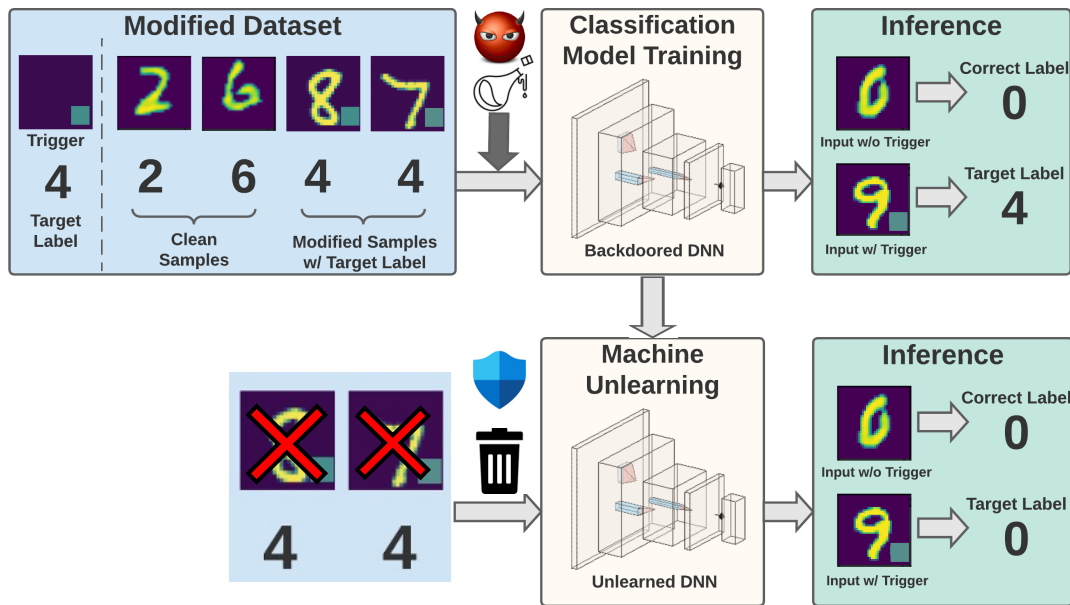 Modified Dataset
Trigger
4
Target
Label
2
6
4
4
Clean
Samples
Modified Samples
w/ Target Label
Classification
Model Training
Backdoored DNN
Inference
Input w/o Trigger
Correct Label
0
Input w/ Trigger
Target Label
4
4
4
Machine
Unlearning
Unlearned DNN
Inference
Input w/o Trigger
Correct Label
0
Input w/ Trigger
Target Label
0